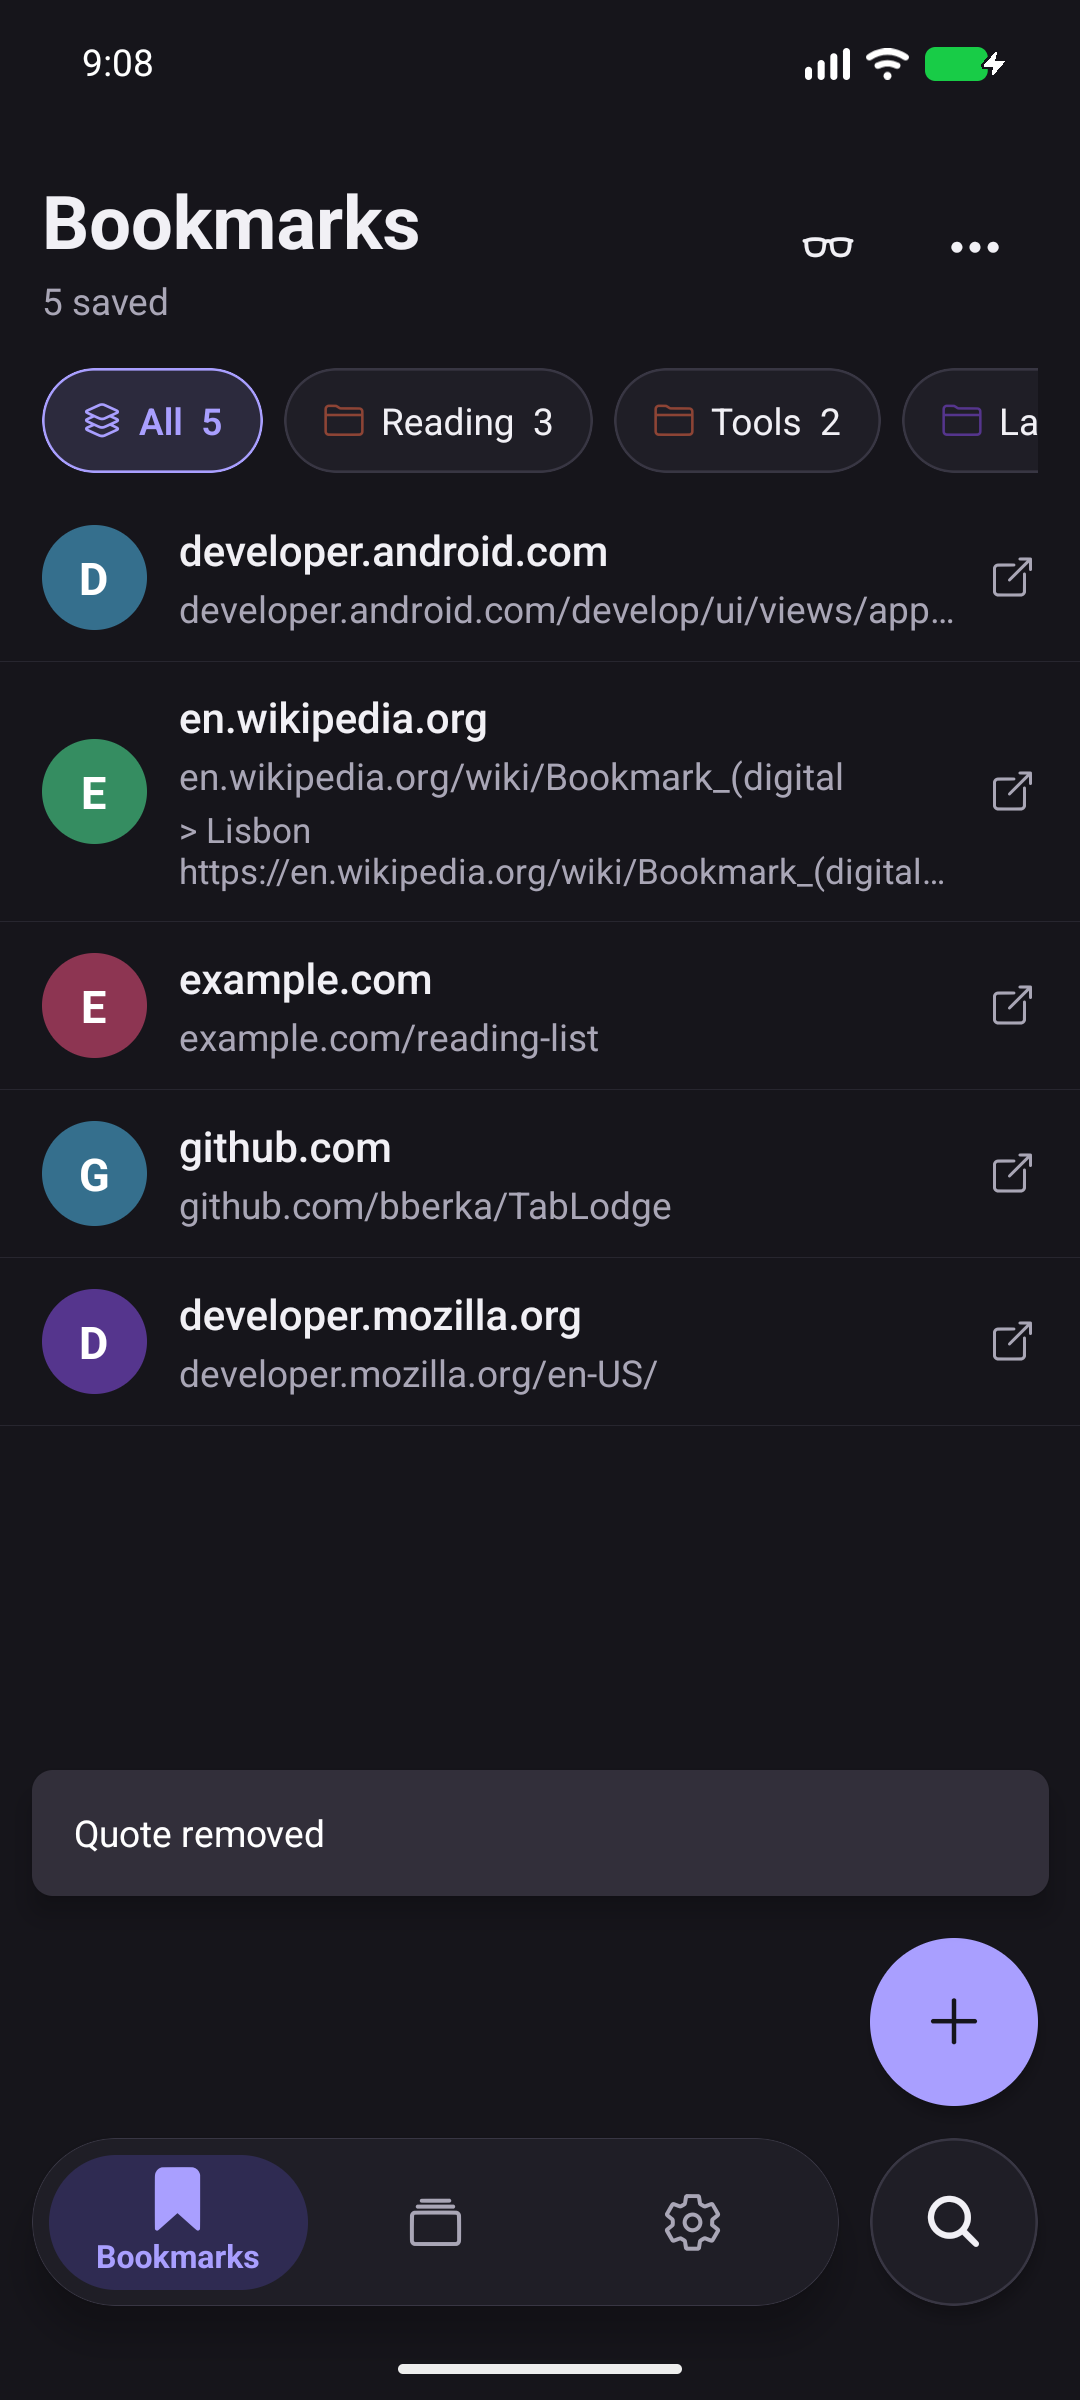 9:08
Bookmarks
5 saved
All 5
Reading 3
Tools 2
La
D
developer.android.com
developer.android.com/develop/ui/views/app…
E
en.wikipedia.org
en.wikipedia.org/wiki/Bookmark_(digital
> Lisbon
https://en.wikipedia.org/wiki/Bookmark_(digital…
E
example.com
example.com/reading-list
G
github.com
github.com/bberka/TabLodge
D
developer.mozilla.org
developer.mozilla.org/en-US/
Quote removed
Bookmarks